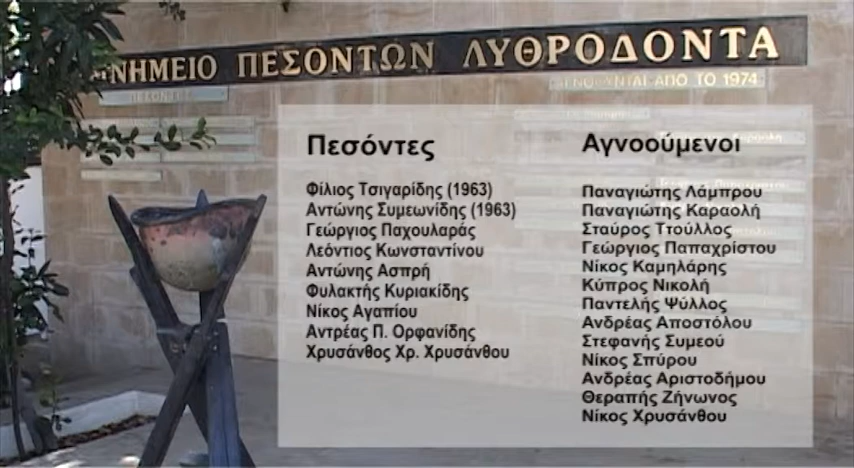 ΜΝΗΜΕΙΟ ΠΕΣΟΝΤΩΝ ΛΥΘΡΟΔΟΝΤΑ
ΑΓΝΟΟΥΝΤΑΙ ΑΠΟ ΤΟ 1974
Πεσόντες
Φίλιος Τσιγαρίδης (1963)
Αντώνης Συμεωνίδης (1963)
Γεώργιος Παχουλαράς
Λεόντιος Κωνσταντίνου
Αντώνης Ασπρή
Φυλακτής Κυριακίδης
Νίκος Αγαπίου
Αντρέας Π. Ορφανίδης
Χρυσάνθος Χρ. Χρυσάνθου
Αγνοούμενοι
Παναγιώτης Λάμπρου
Παναγιώτης Καραολή
Σταύρος Ττούλλος
Γεώργιος Παπαχρίστου
Νίκος Καμηλάρης
Κύπρος Νικολή
Παντελής Ψύλλος
Ανδρέας Αποστόλου
Στεφανής Συμεού
Νίκος Σπύρου
Ανδρέας Αριστοδήμου
Θεραπής Ζήνωνος
Νίκος Χρυσάνθου